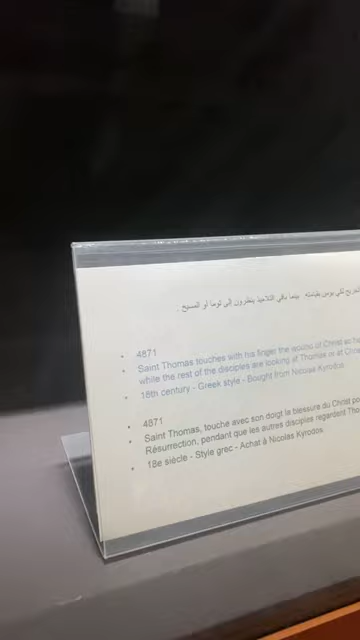 بينما باقي التلاميذ ينظرون إلى توما أو المسيح .
4871
Saint Thomas touches with his finger the wound of Christ
while the rest of the disciples are looking at Thomas or at
18th century - Greek style - Bought from Nicolas Kyrodos
4871
Saint Thomas, touche avec son doigt la blessure du Christ
Résurrection, pendant que les autres disciples regardent
18e siècle - Style grec - Achat à Nicolas Kyrodos